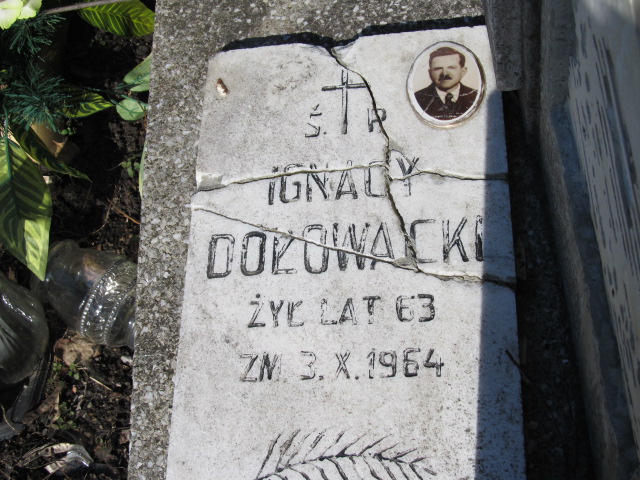 Ś. P
IGNACY
DOŁOWACKI
ŻYŁ LAT 63
ZM. 3. X. 1964